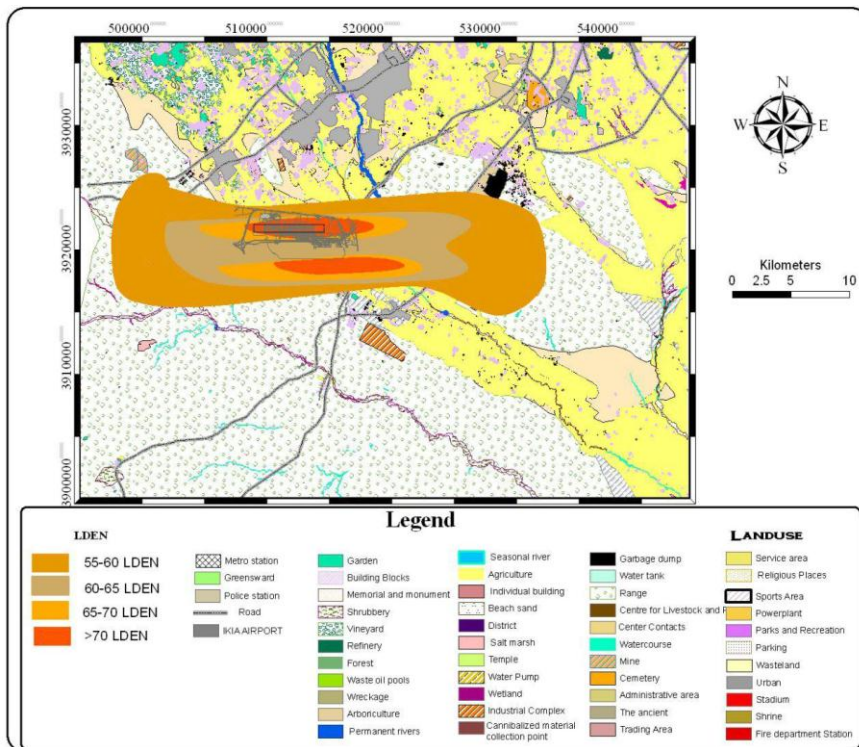 500000 510000 520000 530000 540000
3930000
3920000
3910000
3900000
N
W E
S
Kilometers
0 2.5 5 10
Legend
LDEN
55-60 LDEN
60-65 LDEN
65-70 LDEN
>70 LDEN
Metro station
Greensward
Police station
Road
IKIA AIRPORT
Garden
Building Blocks
Memorial and monument
Shrubbery
Vineyard
Refinery
Forest
Waste oil pools
Wreckage
Arboriculture
Permanent rivers
Seasonal river
Agriculture
Individual building
Beach sand
District
Salt marsh
Temple
Water Pump
Wetland
Industrial Complex
Cannibalized material
collection point
Garbage dump
Water tank
Range
Centre for Livestock and
Center Contacts
Watercourse
Mine
Cemetery
Administrative area
The ancient
Trading Area
LANDUSE
Service area
Religious Places
Sports Area
Powerplant
Parks and Recreation
Parking
Wasteland
Urban
Stadium
Shrine
Fire department Station